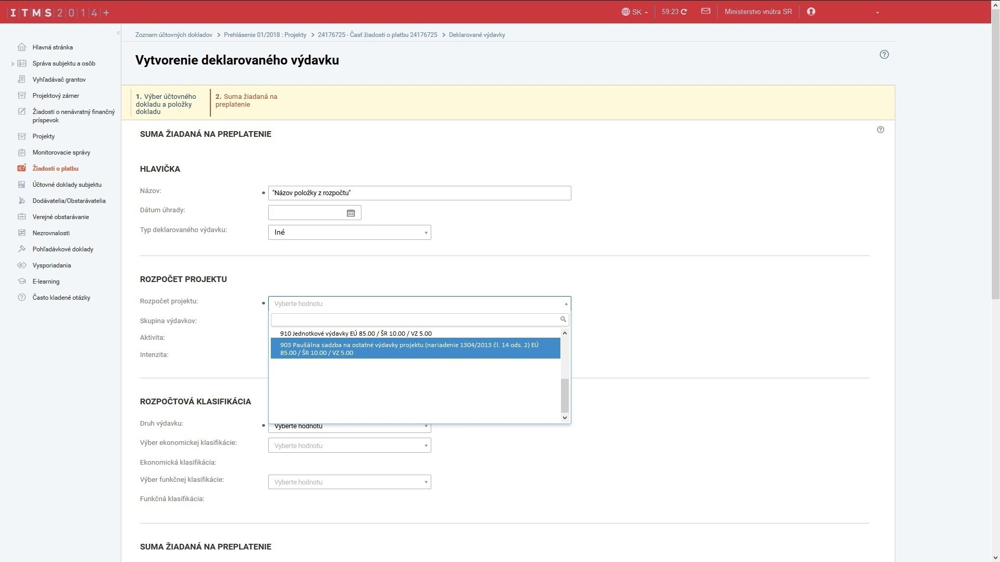 ITMS2014+
SK
59:23
Ministerstvo vnútra SR
Zoznam účtovných dokladov > Prehlásenie 01/2018 : Projekty > 24176725 - Časť žiadosti o platbu 24176725 > Deklarované výdavky
Hlavná stránka
Správa subjektu a osôb
Vyhľadávač grantov
Projektový zámer
Žiadosti o nenávratný finančný
príspevok
Projekty
Monitorovacie správy
Žiadosti o platbu
Účtovné doklady subjektu
Dodávatelia/Obstarávatelia
Verejné obstarávanie
Nezrovnalosti
Pohľadávkové doklady
Vysporiadania
E-learning
Často kladené otázky
Vytvorenie deklarovaného výdavku
1. Výber účtovného
dokladu a položky
dokladu
2. Suma žiadaná na
preplatenie
SUMA ŽIADANÁ NA PREPLATENIE
HLAVIČKA
Názov:
"Názov položky z rozpočtu"
Dátum úhrady:
Typ deklarovaného výdavku:
Iné
ROZPOČET PROJEKTU
Rozpočet projektu:
Vyberte hodnotu
Skupina výdavkov:
910 Jednotkové výdavky EÚ 85.00 / ŠR 10.00 / VZ 5.00
Aktivita:
903 Paušálna sadzba na ostatné výdavky projektu (nariadenie 1304/2013 čl. 14 ods. 2) EÚ
85.00 / ŠR 10.00 / VZ 5.00
Intenzita:
ROZPOČTOVÁ KLASIFIKÁCIA
Druh výdavku:
Vyberte hodnotu
Výber ekonomickej klasifikácie:
Vyberte hodnotu
Ekonomická klasifikácia:
Výber funkčnej klasifikácie:
Vyberte hodnotu
Funkčná klasifikácia:
SUMA ŽIADANÁ NA PREPLATENIE